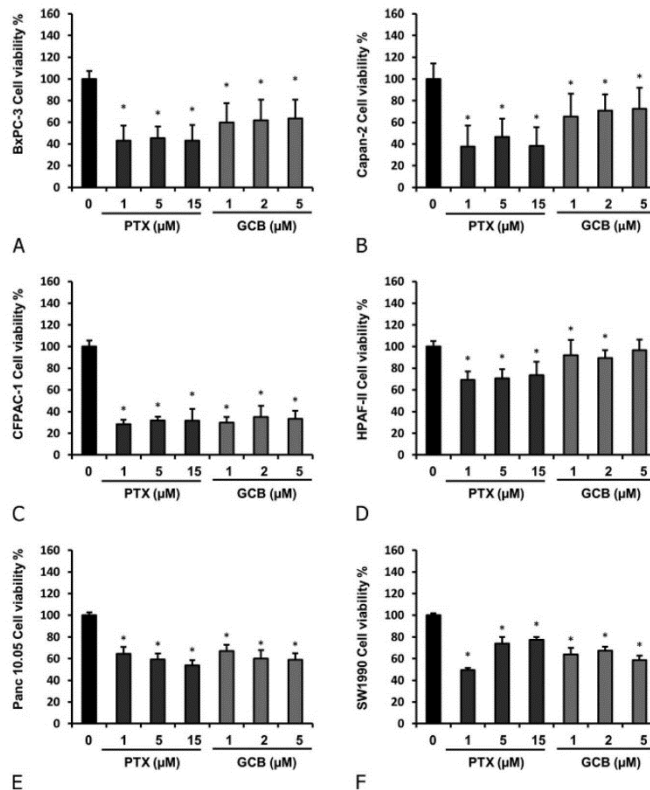 BxPC-3 Cell viability %
160
140
120
100
80
60
40
20
0
* * * * * *
0 1 5 15 1 2 5
PTX (µM) GCB (µM)
A
Capan-2 Cell viability %
160
140
120
100
80
60
40
20
0
* * * * * *
0 1 5 15 1 2 5
PTX (µM) GCB (µM)
B
CFPAC-1 Cell viability %
160
140
120
100
80
60
40
20
0
* * * * * *
0 1 5 15 1 2 5
PTX (µM) GCB (µM)
C
HPAF-II Cell viability %
160
140
120
100
80
60
40
20
0
* * * * *
0 1 5 15 1 2 5
PTX (µM) GCB (µM)
D
Panc 10.05 Cell viability %
160
140
120
100
80
60
40
20
0
* * * * * *
0 1 5 15 1 2 5
PTX (µM) GCB (µM)
E
SW1990 Cell viability %
160
140
120
100
80
60
40
20
0
* * * * * *
0 1 5 15 1 2 5
PTX (µM) GCB (µM)
F